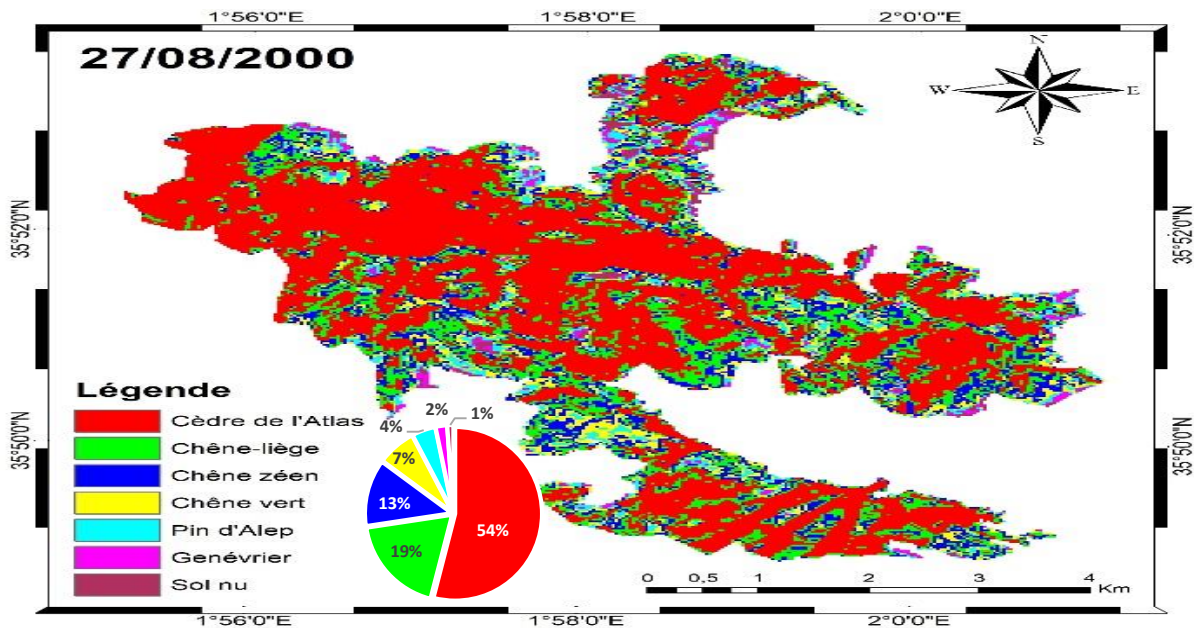 1°56'0"E 1°58'0"E 2°0'0"E
27/08/2000
N
W E
S
35°52'0"N 35°52'0"N
35°50'0"N 35°50'0"N
Légende
Cèdre de l'Atlas
Chêne-liège
Chêne zéen
Chêne vert
Pin d'Alep
Genévrier
Sol nu
2% 1%
4%
7%
13%
54%
19%
0 0,5 1 2 3 4
Km
1°56'0"E 1°58'0"E 2°0'0"E